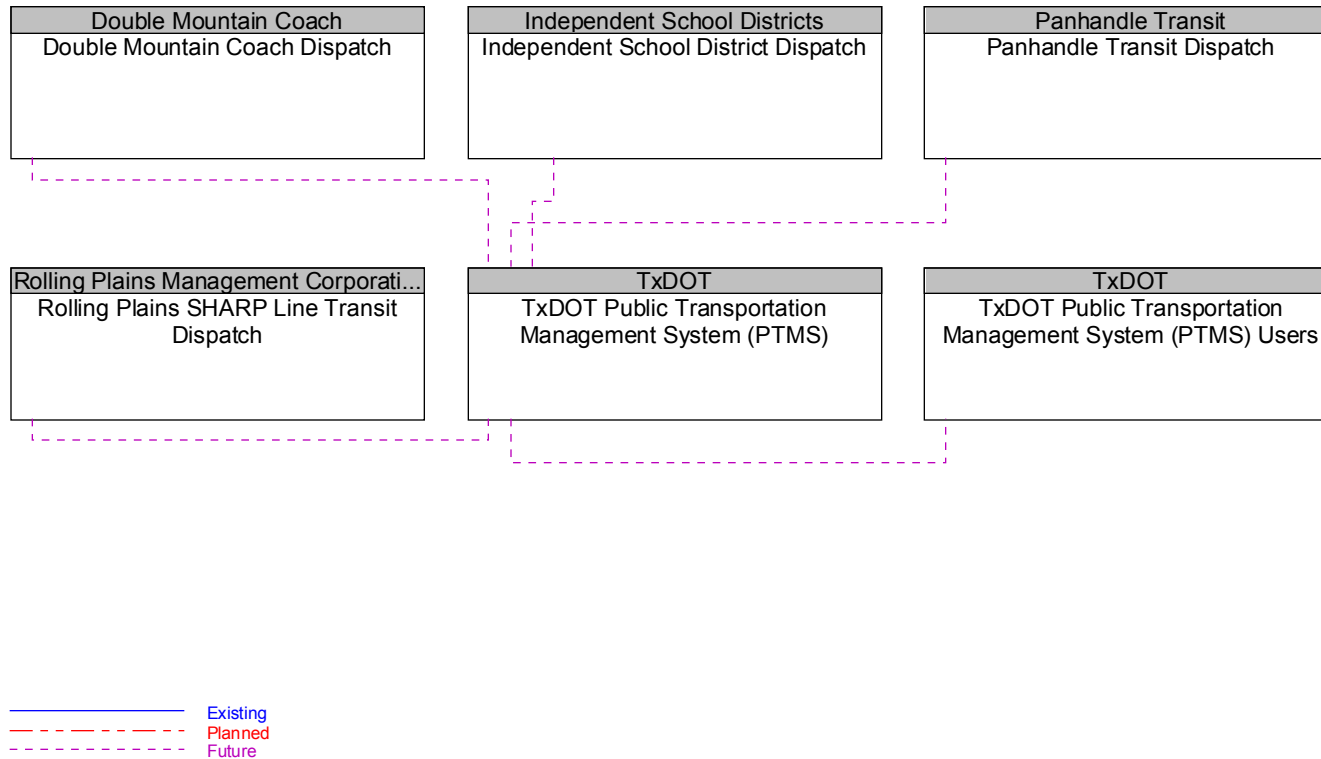 Double Mountain Coach
Double Mountain Coach Dispatch
Independent School Districts
Independent School District Dispatch
Panhandle Transit
Panhandle Transit Dispatch
Rolling Plains Management Corporati...
Rolling Plains SHARP Line Transit
Dispatch
TxDOT
TxDOT Public Transportation
Management System (PTMS)
TxDOT
TxDOT Public Transportation
Management System (PTMS) Users
Existing
Planned
Future